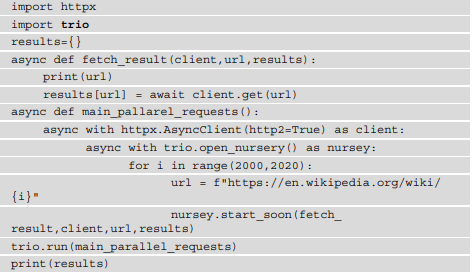 import httpx
import trio
results={}
async def fetch_result(client,url,results):
    print(url)
    results[url] = await client.get(url)
async def main_pallarel_requests():
    async with httpx.AsyncClient(http2=True) as client:
        async with trio.open_nursery() as nursey:
            for i in range(2000,2020):
                url = f"https://en.wikipedia.org/wiki/
{i}"
                nursey.start_soon(fetch_
result,client,url,results)
trio.run(main_parallel_requests)
print(results)